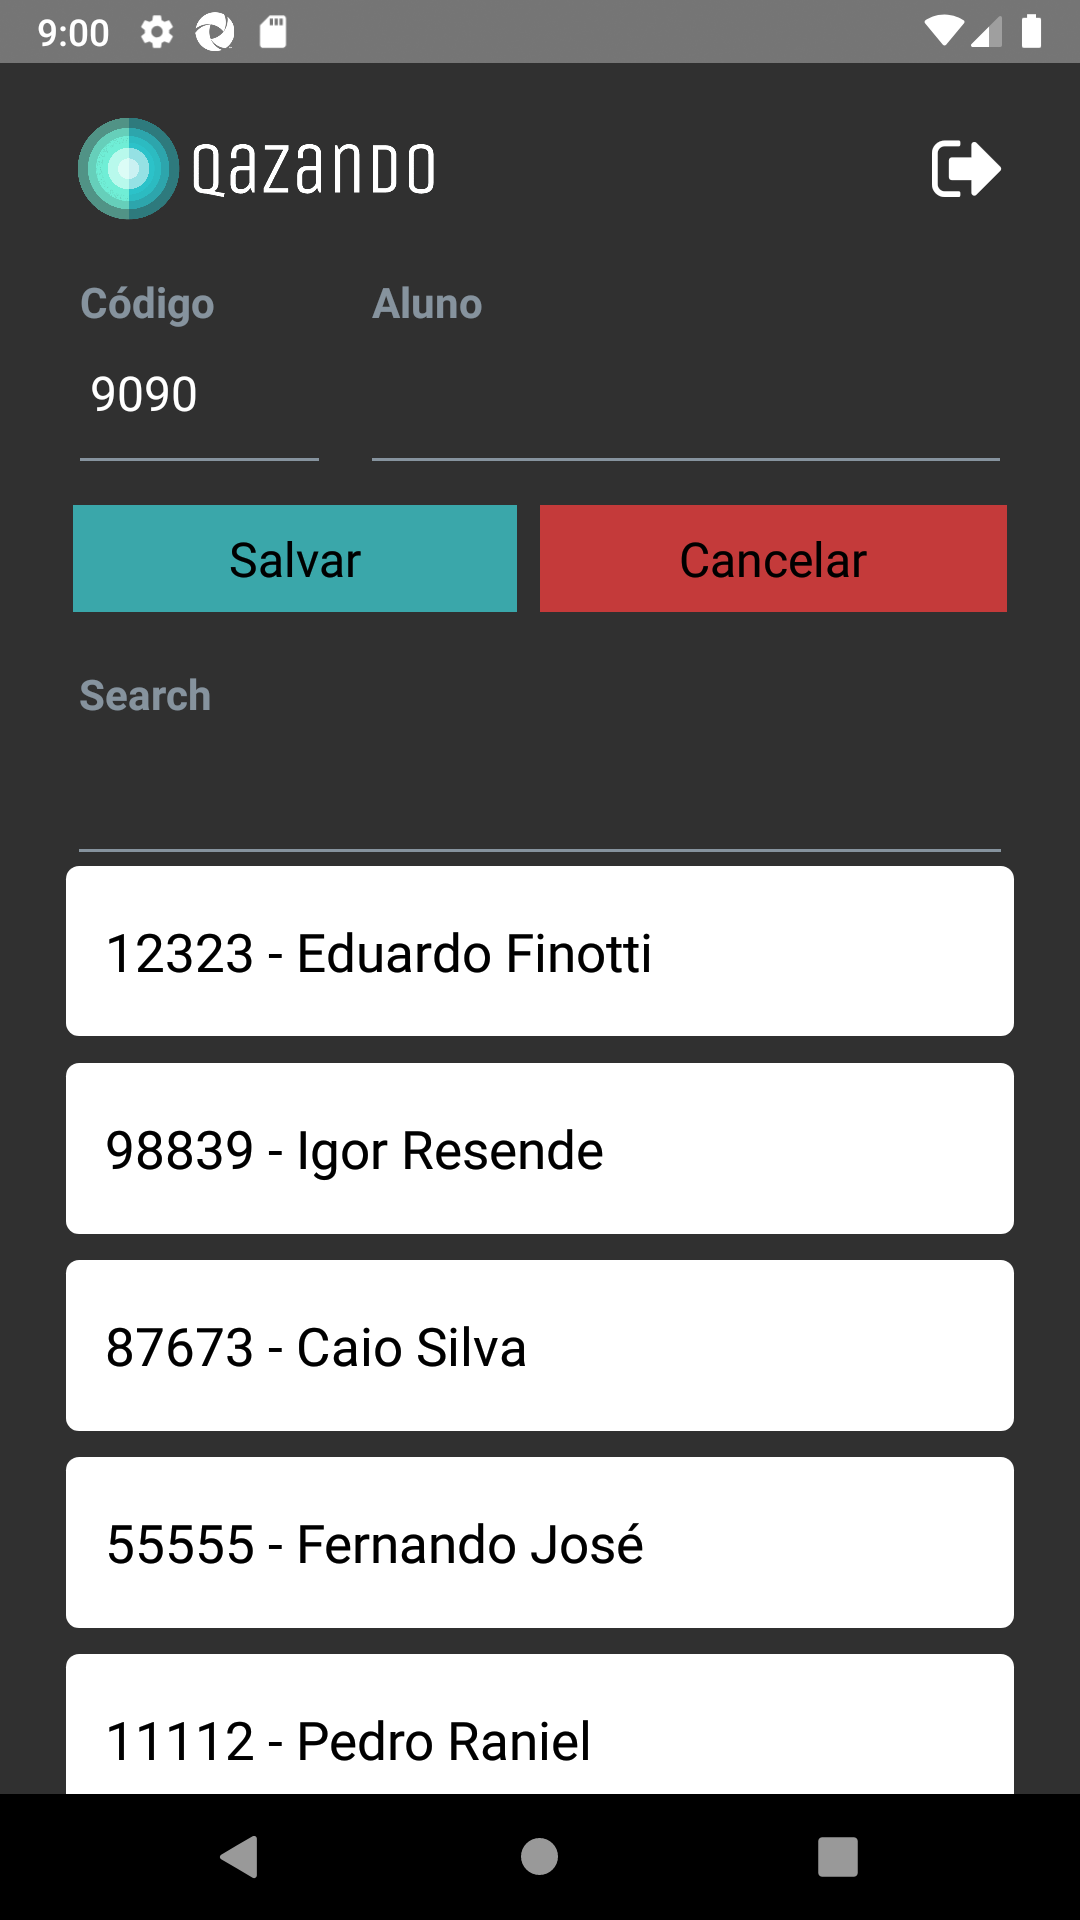 9:00
QAZANDO
Código Aluno
9090
Salvar Cancelar
Search
12323 - Eduardo Finotti
98839 - Igor Resende
87673 - Caio Silva
55555 - Fernando José
11112 - Pedro Raniel